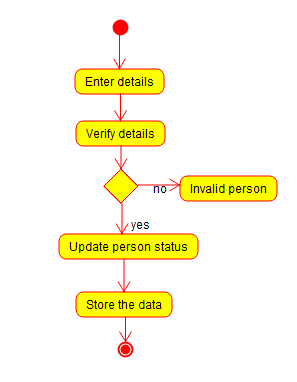 Enter details
Verify details
no
Invalid person
yes
Update person status
Store the data